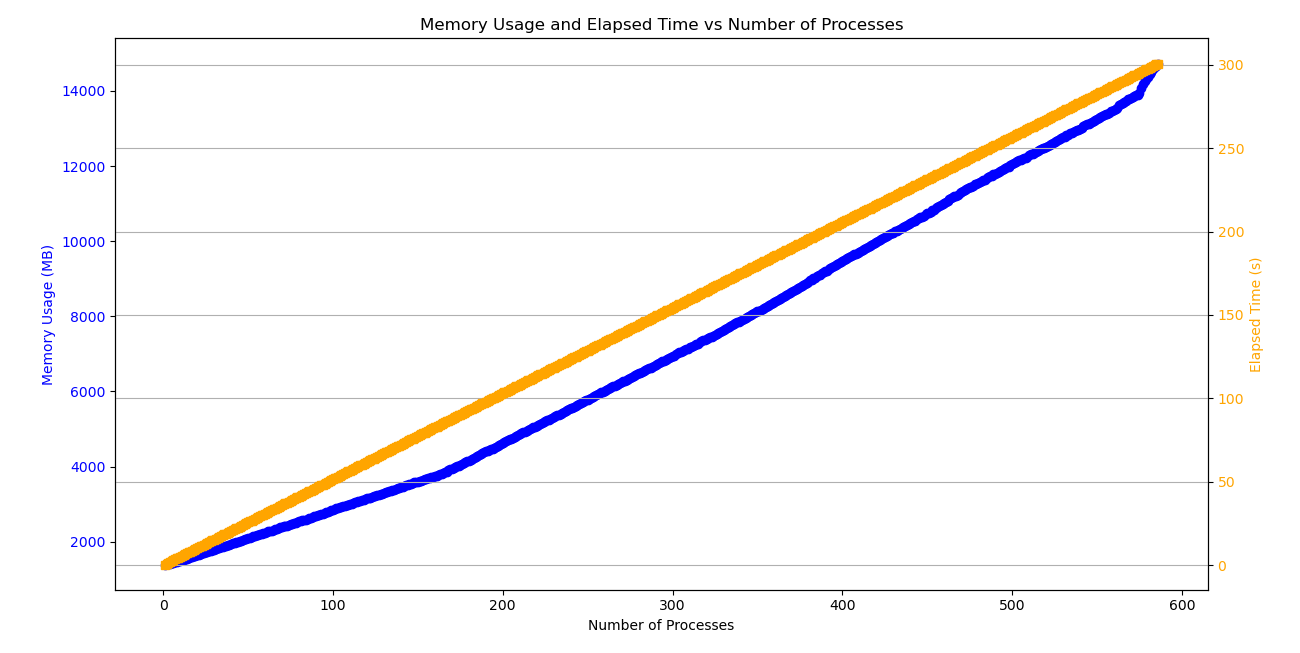 Memory Usage and Elapsed Time vs Number of Processes
Memory Usage (MB)
14000
12000
10000
8000
6000
4000
2000
300
250
200
150
100
50
0
Elapsed Time (s)
0 100 200 300 400 500 600
Number of Processes